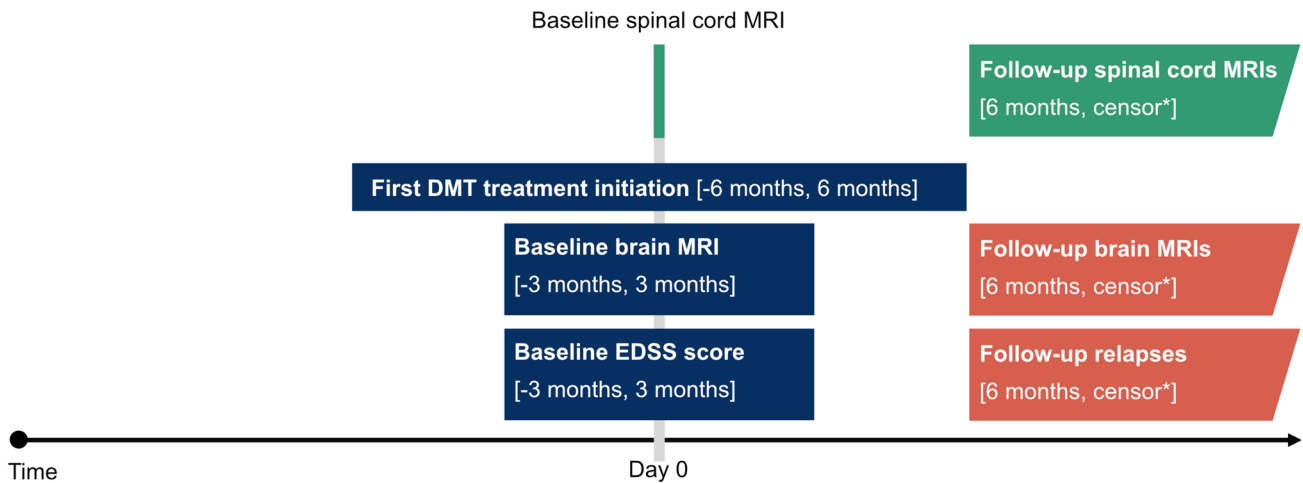 Baseline spinal cord MRI
Follow-up spinal cord MRIs
[6 months, censor*]
First DMT treatment initiation [-6 months, 6 months]
Baseline brain MRI
[-3 months, 3 months]
Follow-up brain MRIs
[6 months, censor*]
Baseline EDSS score
[-3 months, 3 months]
Follow-up relapses
[6 months, censor*]
Time
Day 0